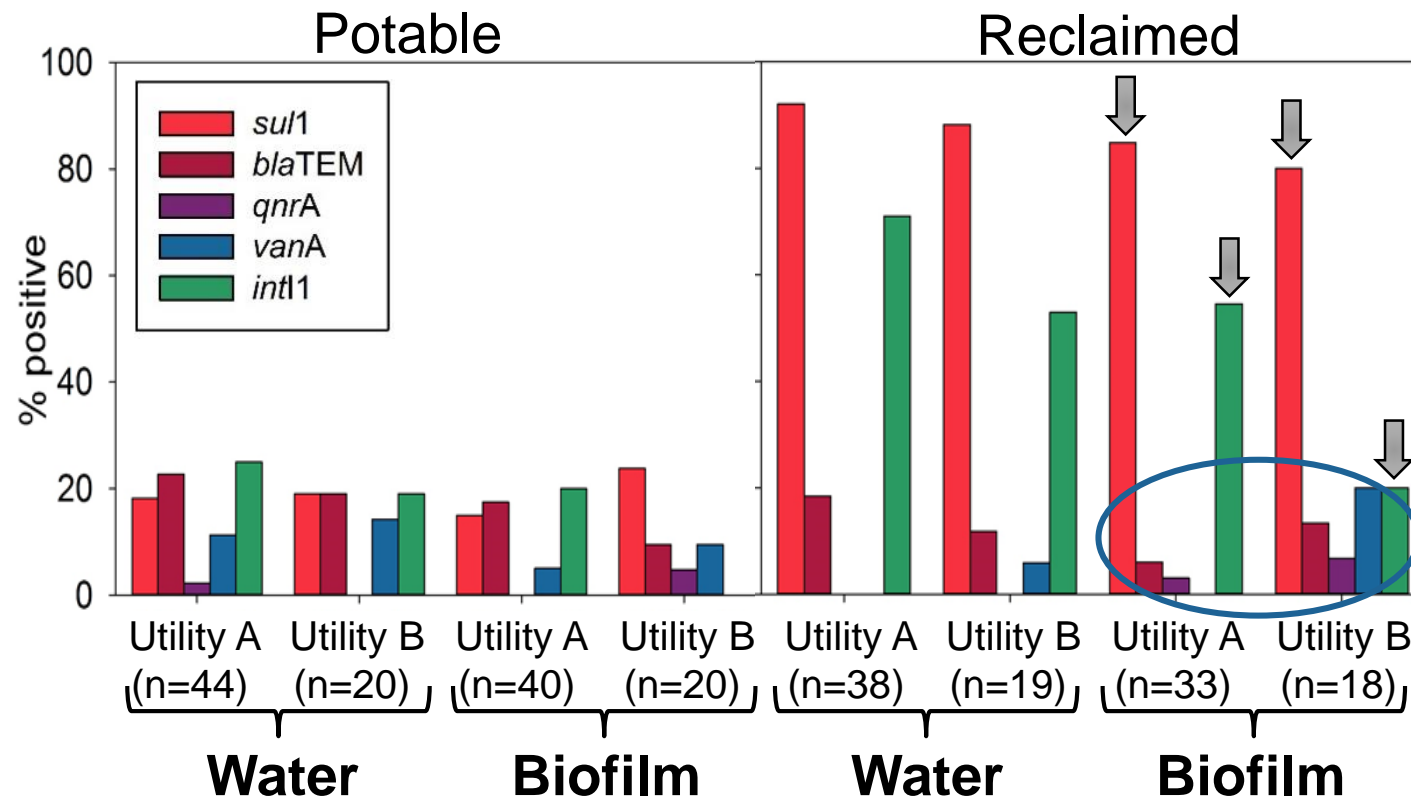 Potable
Reclaimed
100
80
60
40
20
0
% positive
sul1
blaTEM
qnrA
vanA
intI1
Utility A Utility B Utility A Utility B Utility A Utility B Utility A Utility B
(n=44) (n=20) (n=40) (n=20) (n=38) (n=19) (n=33) (n=18)
Water Biofilm Water Biofilm